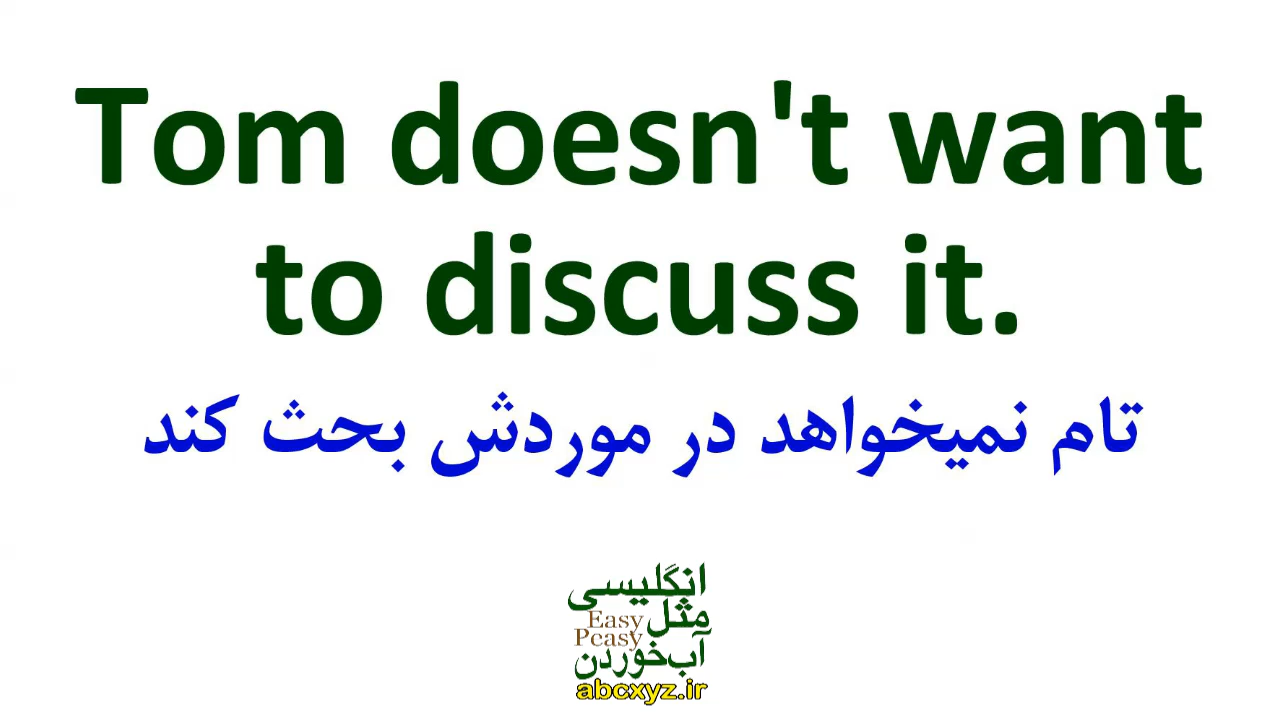 Tom doesn't want
to discuss it.
تام نمیخواهد در موردش بحث کند
انگلیسی
مثل
Easy
Peasy
آب‌خوردن
abcxyz.ir